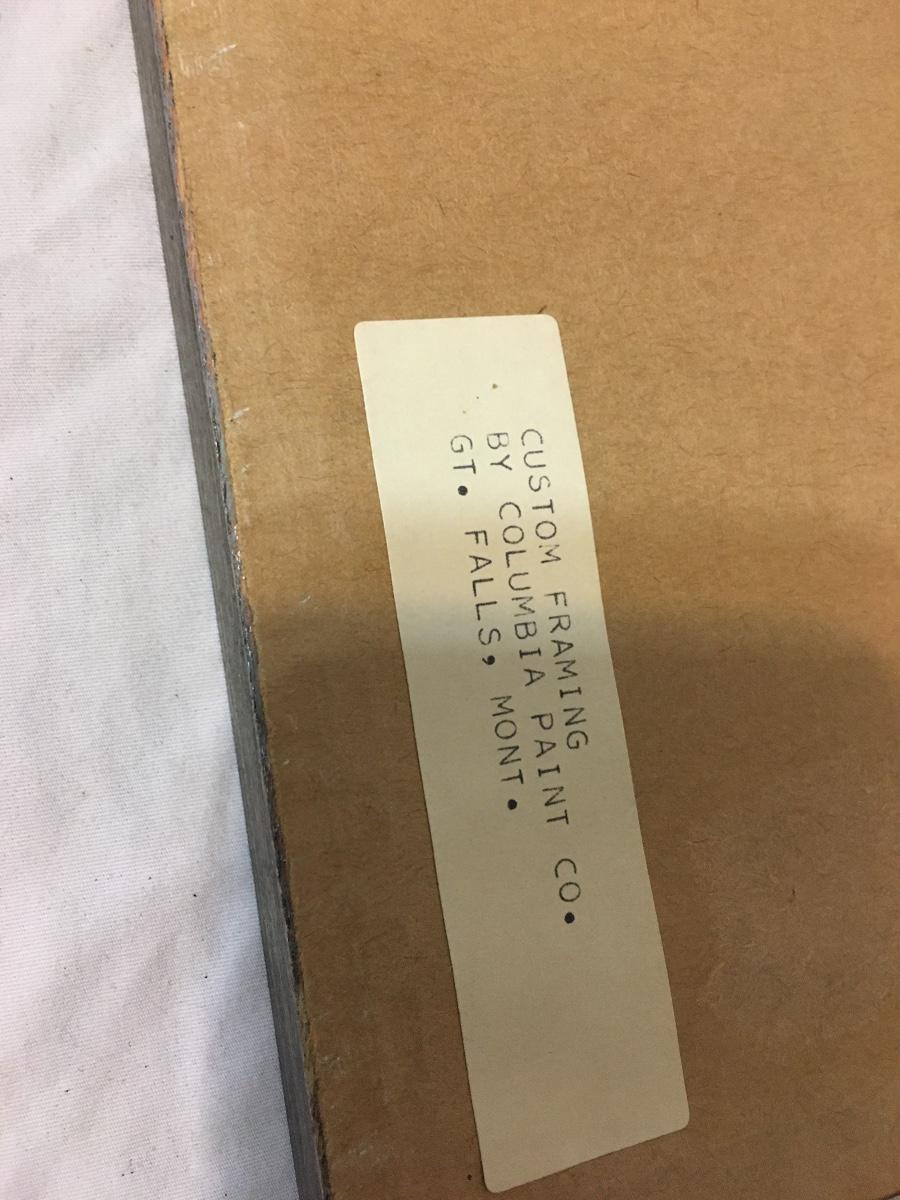 CUSTOM FRAMING
BY COLUMBIA PAINT CO.
GT. FALLS, MONT.